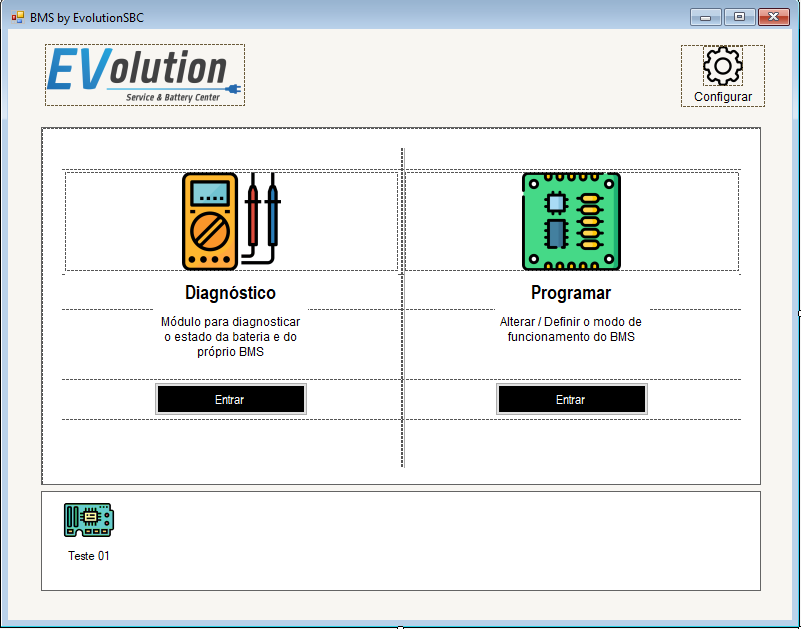 BMS by EvolutionSBC
EVolution
Service & Battery Center
Configurar
Diagnóstico
Módulo para diagnosticar
o estado da bateria e do
próprio BMS
Entrar
Programar
Alterar / Definir o modo de
funcionamento do BMS
Entrar
Teste 01